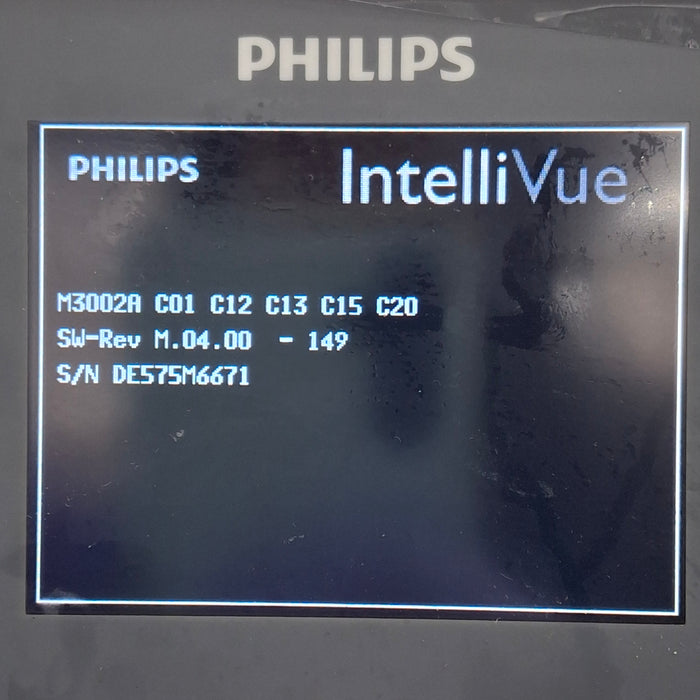 PHILIPS
PHILIPS IntelliVue
M3002A C01 C12 C13 C15 C20
SW-Rev M.04.00 - 149
S/N DE575M6671